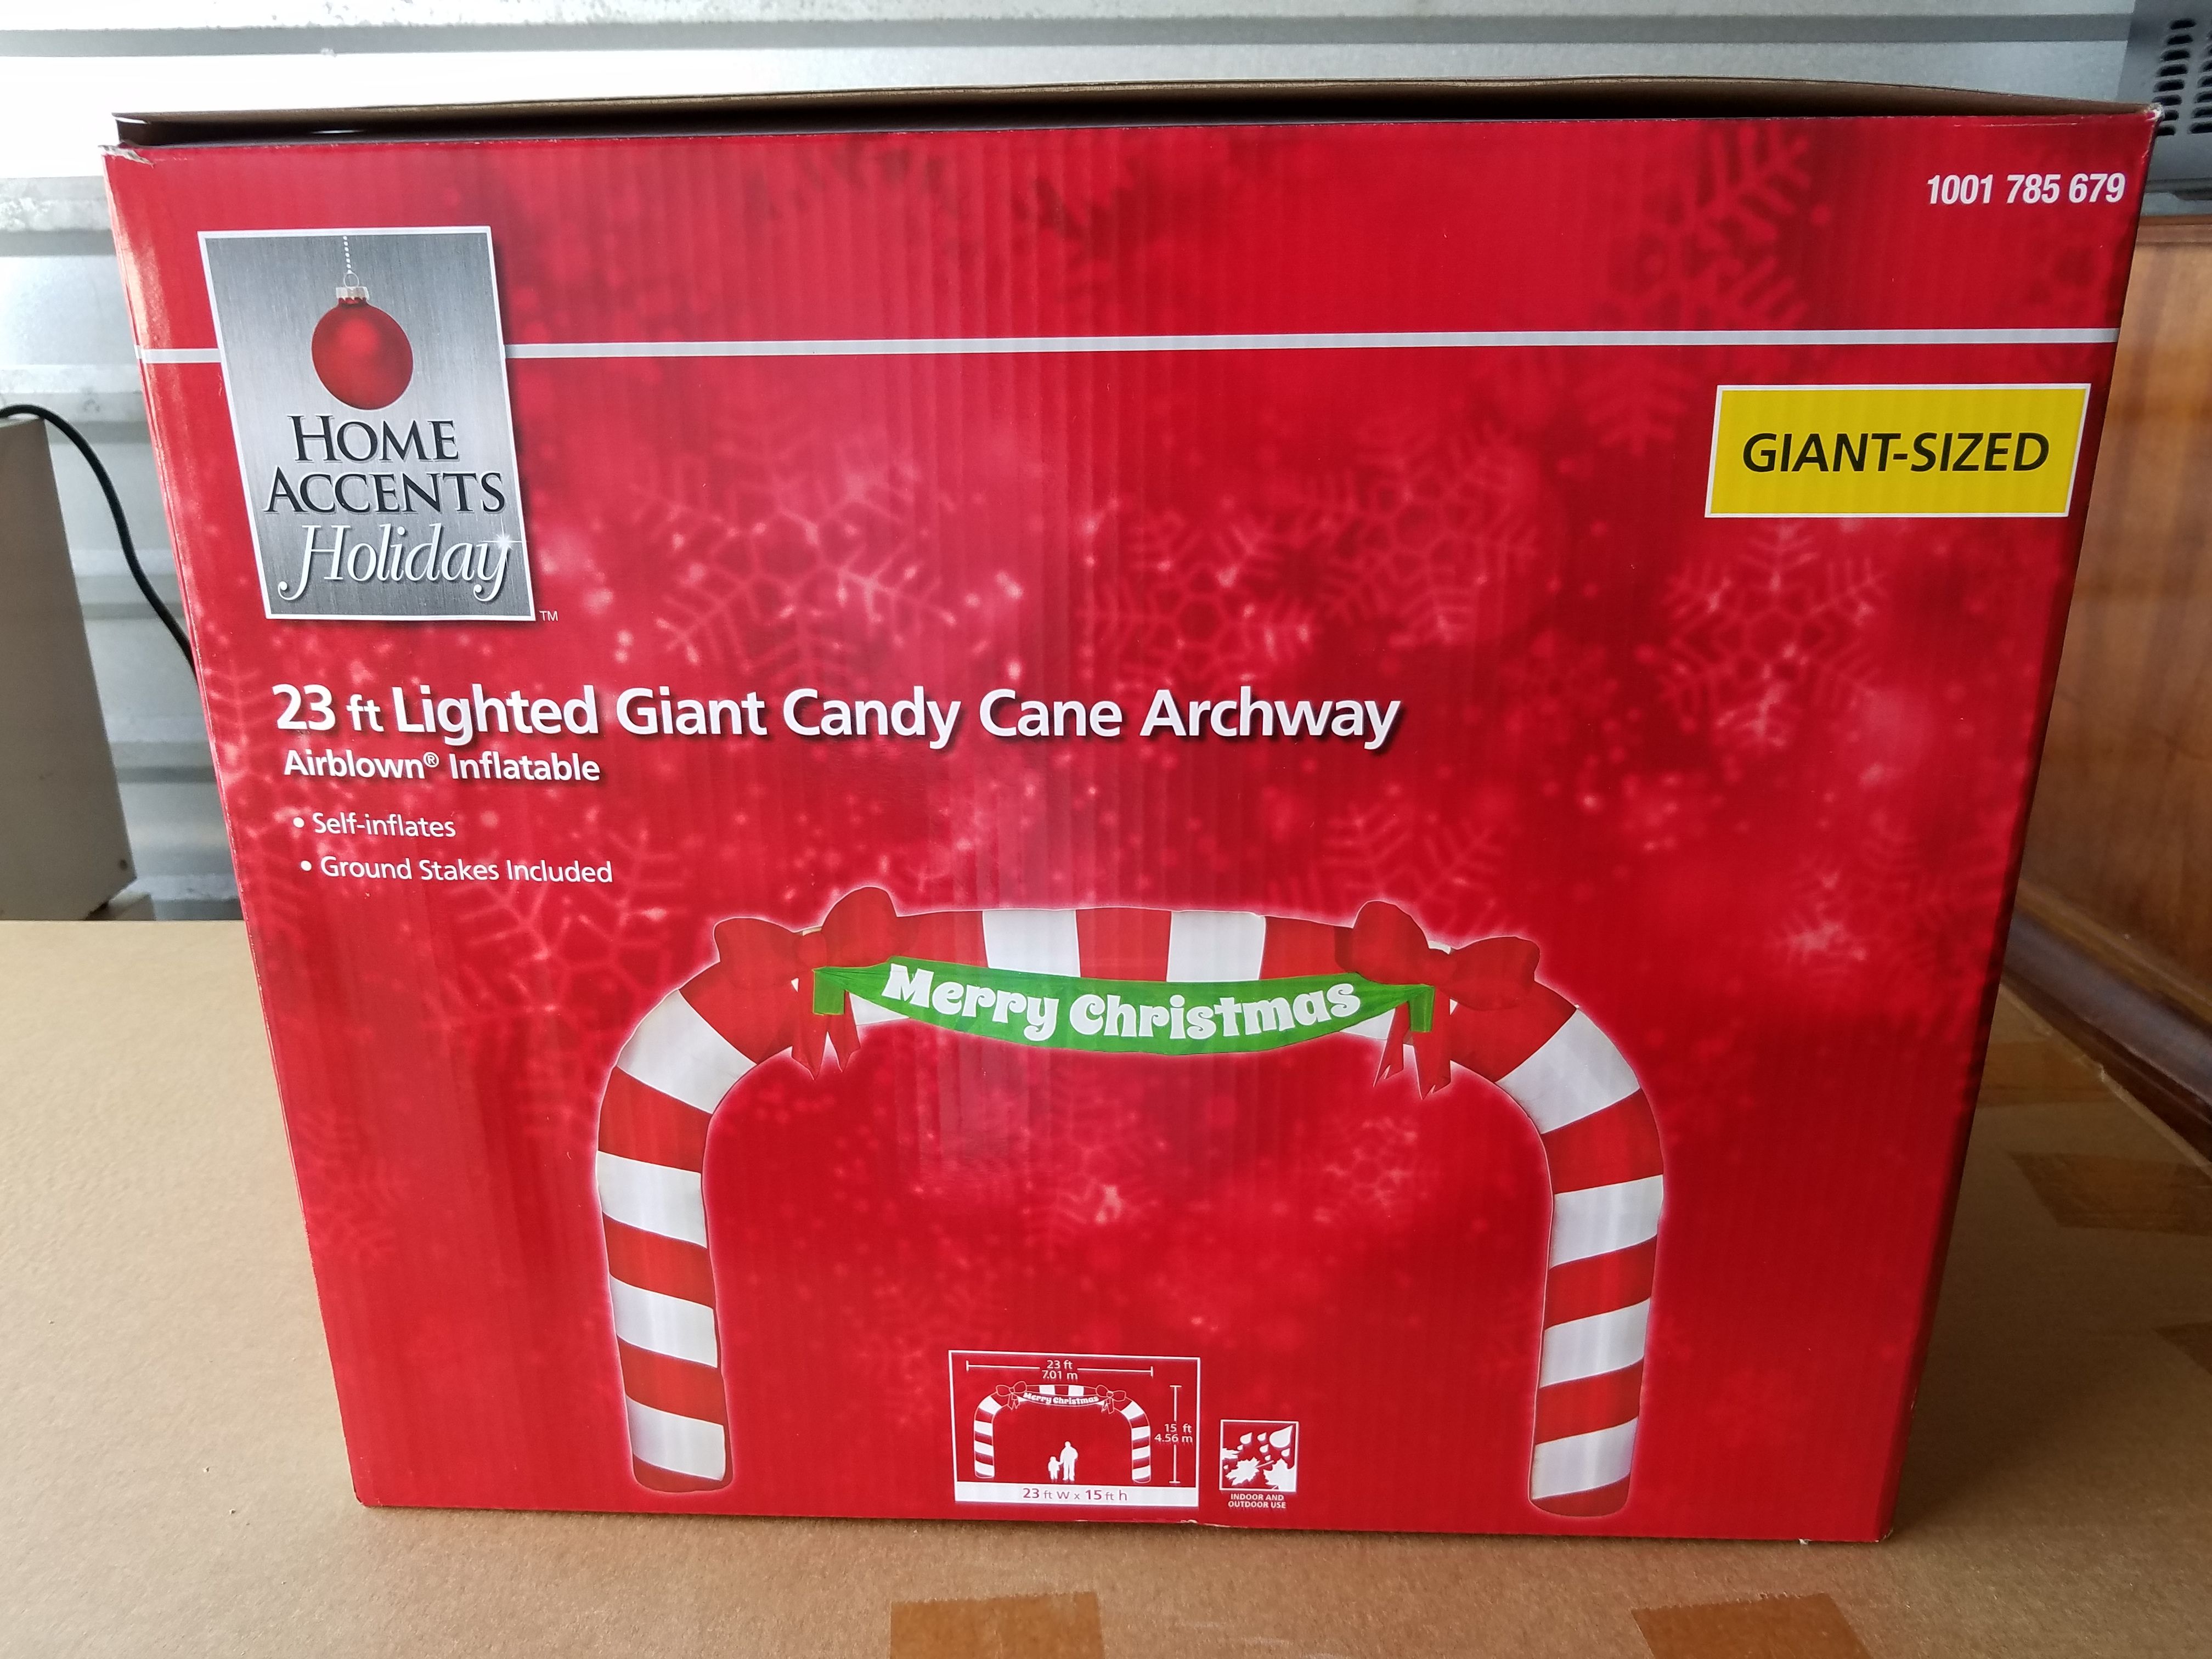 1001 785 679
HOME
ACCENTS
Holiday
TM
GIANT-SIZED
23 ft Lighted Giant Candy Cane Archway
Airblown® Inflatable
• Self-inflates
• Ground Stakes Included
Merry Christmas
23 ft
7.01 m
Merry Christmas
15 ft
4.56 m
23 ft w x 15 ft h
INDOOR AND
OUTDOOR USE